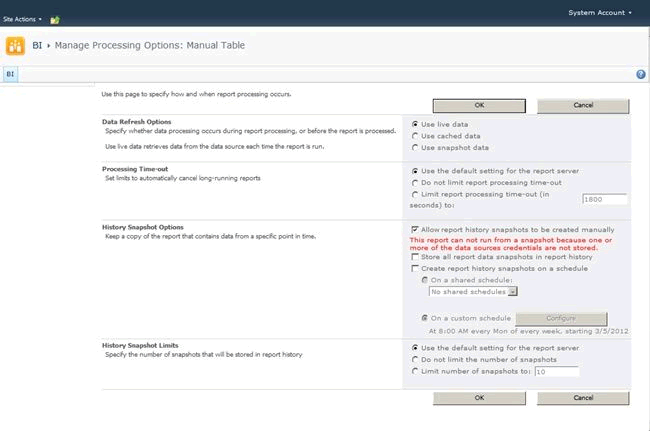 System Account
Site Actions
BI ▸ Manage Processing Options: Manual Table
BI
Use this page to specify how and when report processing occurs.
OK
Cancel
Data Refresh Options
Specify whether data processing occurs during report processing, or before the report is processed.
Use live data retrieves data from the data source each time the report is run.
Use live data
Use cached data
Use snapshot data
Processing Time-out
Set limits to automatically cancel long-running reports
Use the default setting for the report server
Do not limit report processing time-out
Limit report processing time-out (in
seconds) to:
1800
History Snapshot Options
Keep a copy of the report that contains data from a specific point in time.
Allow report history snapshots to be created manually
This report can not run from a snapshot because one or
more of the data sources credentials are not stored.
Store all report data snapshots in report history
Create report history snapshots on a schedule
On a shared schedule:
No shared schedules
On a custom schedule
Configure
At 8:00 AM every Mon of every week, starting 3/5/2012
History Snapshot Limits
Specify the number of snapshots that will be stored in report history
Use the default setting for the report server
Do not limit the number of snapshots
Limit number of snapshots to:
10
OK
Cancel